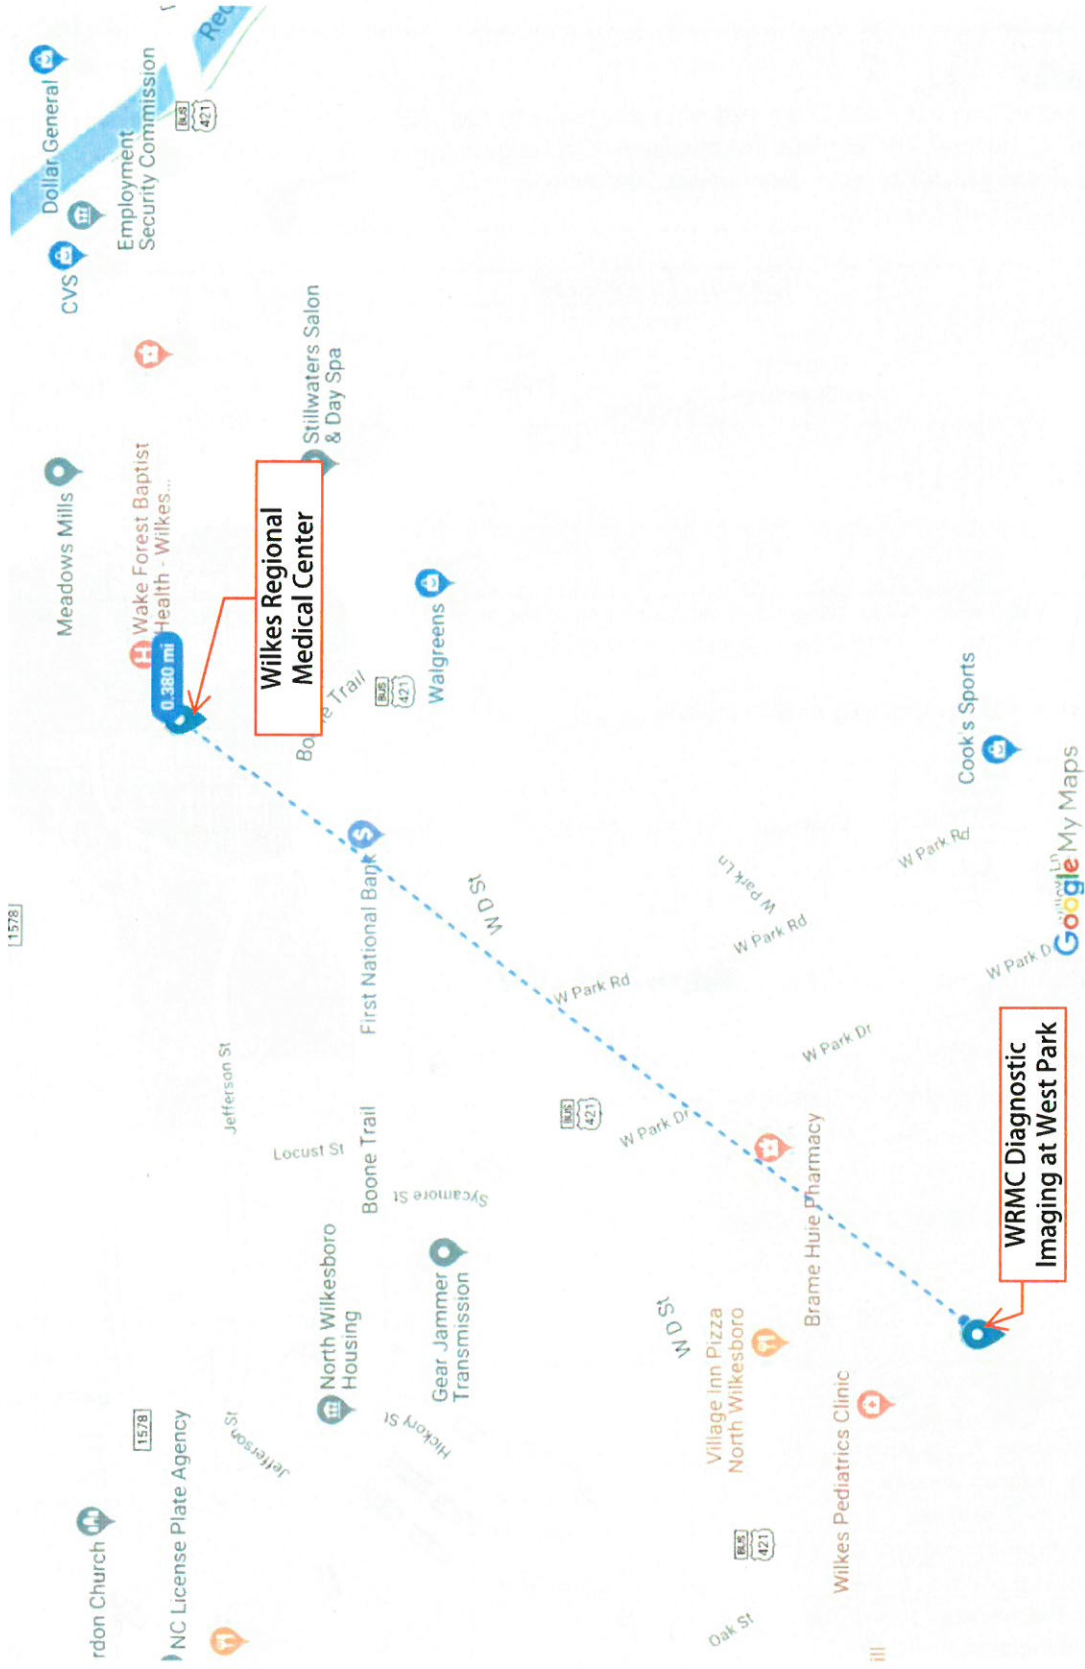 rdon Church
NC License Plate Agency
1578
Jefferson St
North Wilkesboro
Housing
Hickory St
Gear Jammer
Transmission
Locust St
Jefferson St
Boone Trail
Sycamore St
1578
First National Bank
Meadows Mills
Wake Forest Baptist
Health - Wilkes...
0.380 mi
Wilkes Regional
Medical Center
Trail
BUS
421
Walgreens
Stillwaters Salon
& Day Spa
CVS
Dollar General
Employment
Security Commission
BUS
421
W D St
W Park Rd
BUS
421
W Park Dr
W D St
Village Inn Pizza
North Wilkesboro
Brame Huie Pharmacy
W Park Ln
W Park Rd
W Park Rd
W Park Dr
Cook's Sports
BUS
421
Oak St
Wilkes Pediatrics Clinic
ill
WRMC Diagnostic
Imaging at West Park
W Park D
Google My Maps